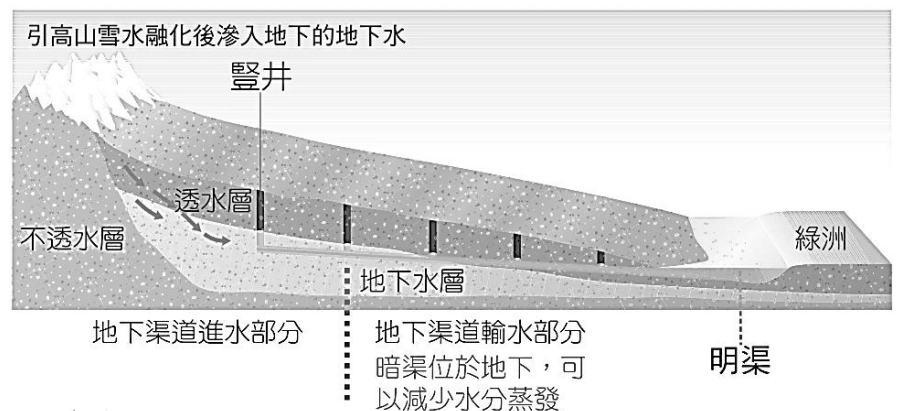 引高山雪水融化後滲入地下的地下水
豎井
透水層
不透水層
綠洲
地下水層
地下渠道進水部分
地下渠道輸水部分
暗渠位於地下，可
以減少水分蒸發
明渠